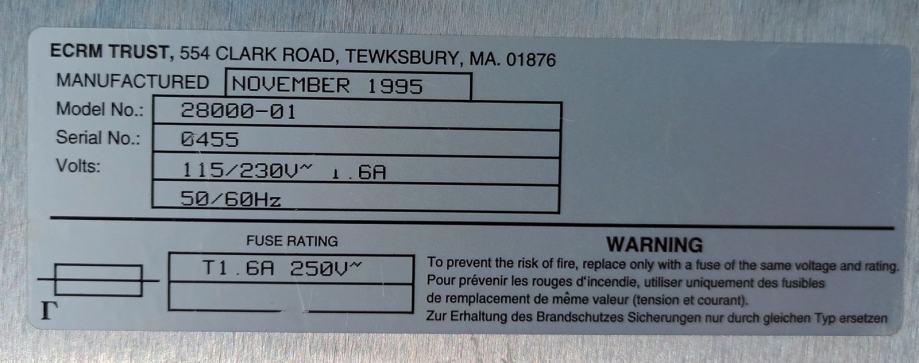 ECRM TRUST, 554 CLARK ROAD, TEWKSBURY, MA. 01876
MANUFACTURED NOVEMBER 1995
Model No.: 28000-01
Serial No.: 0455
Volts: 115/230V~ 1.6A
50/60Hz
FUSE RATING
T1.6A 250V~
Γ
WARNING
To prevent the risk of fire, replace only with a fuse of the same voltage and rating.
Pour prévenir les rouges d'incendie, utiliser uniquement des fusibles
de remplacement de même valeur (tension et courant).
Zur Erhaltung des Brandschutzes Sicherungen nur durch gleichen Typ ersetzen